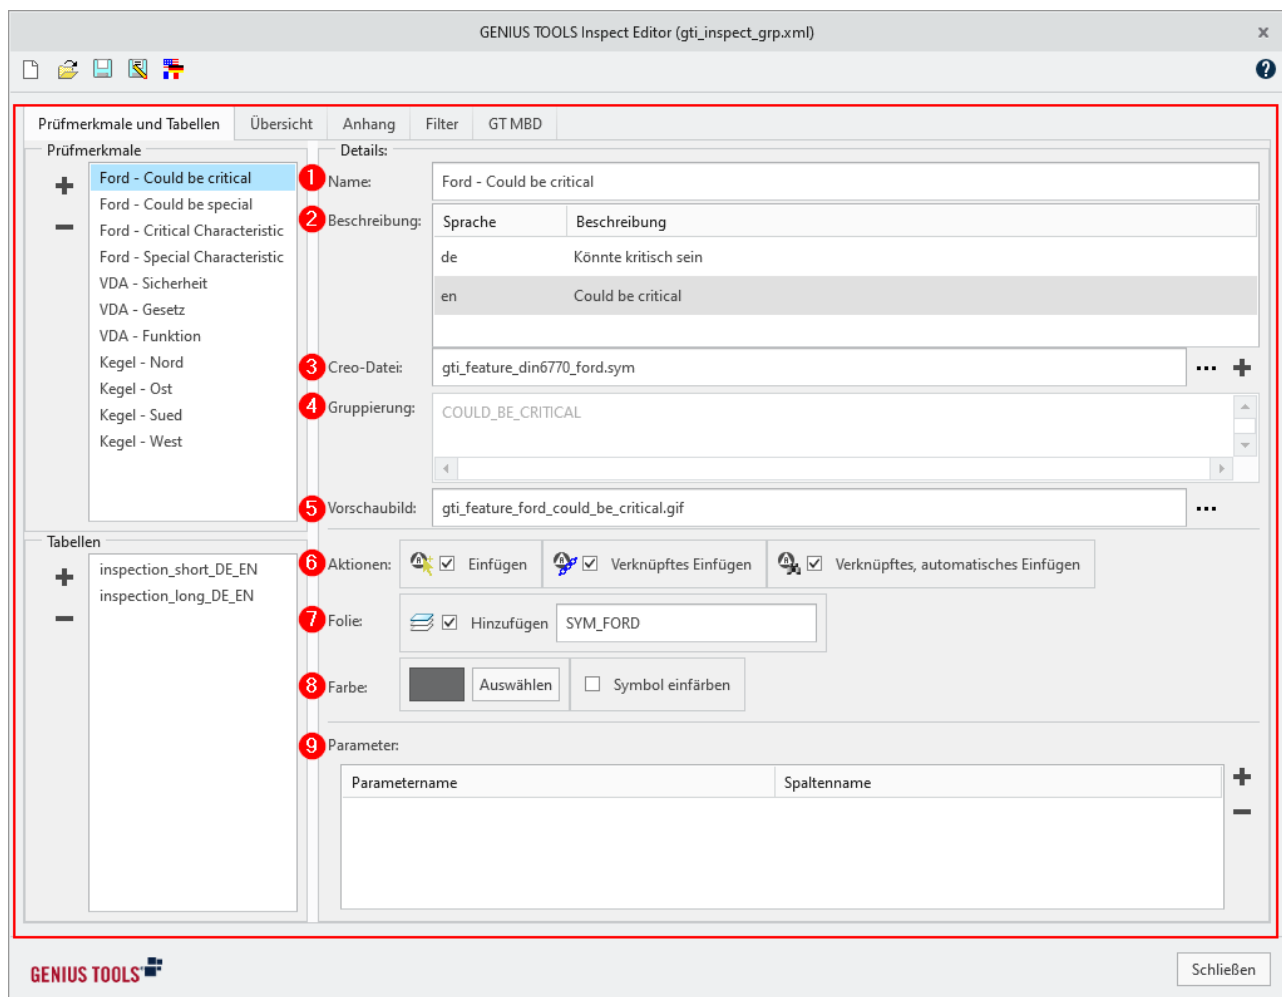 GENIUS TOOLS Inspect Editor (gti_inspect_grp.xml)
Prüfmerkmale und Tabellen
Übersicht
Anhang
Filter
GT MBD
Prüfmerkmale
Ford - Could be critical
Ford - Could be special
Ford - Critical Characteristic
Ford - Special Characteristic
VDA - Sicherheit
VDA - Gesetz
VDA - Funktion
Kegel - Nord
Kegel - Ost
Kegel - Sued
Kegel - West
Tabellen
inspection_short_DE_EN
inspection_long_DE_EN
Details:
1 Name: Ford - Could be critical
2 Beschreibung: Sprache Beschreibung
de Könnte kritisch sein
en Could be critical
3 Creo-Datei: gti_feature_din6770_ford.sym ...
4 Gruppierung: COULD_BE_CRITICAL
5 Vorschaubild: gti_feature_ford_could_be_critical.gif ...
6 Aktionen: Einfügen Verknüpftes Einfügen Verknüpftes, automatisches Einfügen
7 Folie: Hinzufügen SYM_FORD
8 Farbe: Auswählen Symbol einfärben
9 Parameter:
Parametername Spaltenname
GENIUS TOOLS
Schließen